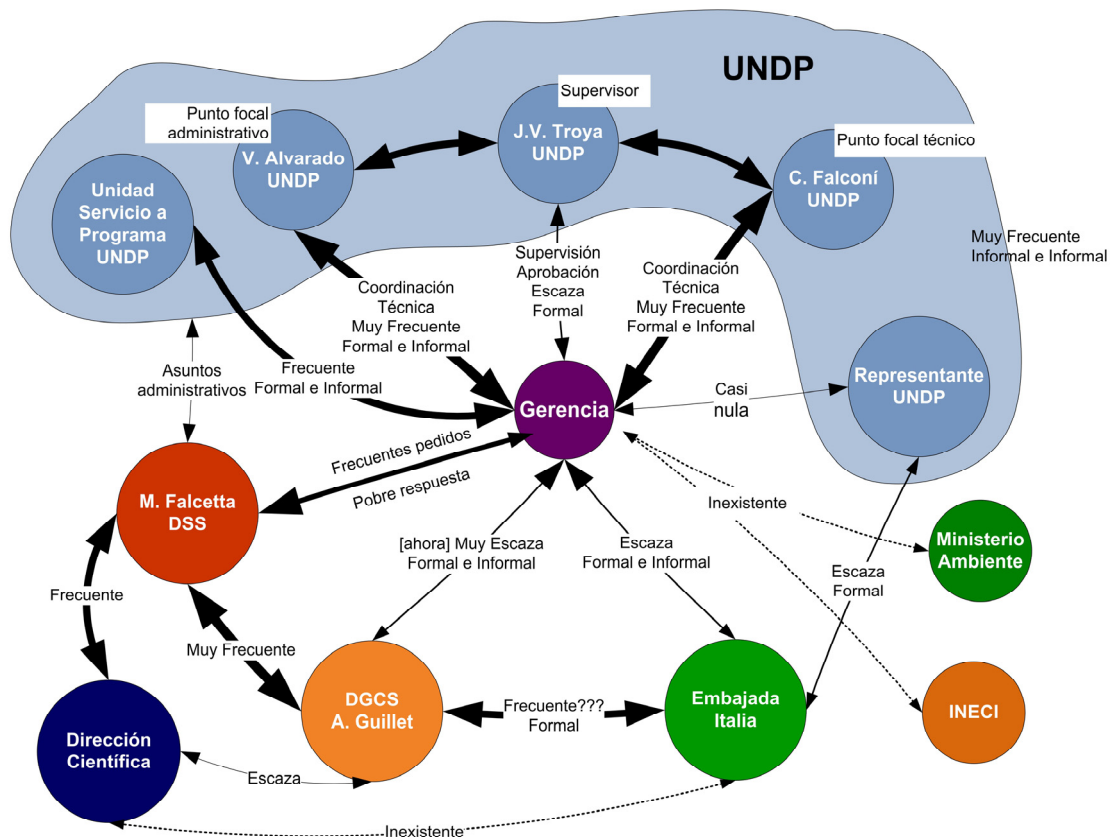 UNDP
Supervisor
Punto focal
administrativo
J.V. Troya
UNDP
Punto focal técnico
V. Alvarado
UNDP
C. Falconí
UNDP
Unidad
Servicio a
Programa
UNDP
Muy Frecuente
Informal e Informal
Supervisión
Aprobación
Escaza
Formal
Coordinación
Técnica
Muy Frecuente
Formal e Informal
Coordinación
Técnica
Muy Frecuente
Formal e Informal
Frecuente
Formal e Informal
Asuntos
administrativos
Gerencia
Casi
nula
Representante
UNDP
Frecuentes pedidos
Pobre respuesta
M. Falcetta
DSS
Inexistente
Ministerio
Ambiente
[ahora] Muy Escaza
Formal e Informal
Escaza
Formal e Informal
Escaza
Formal
Frecuente
Muy Frecuente
DGCS
A. Guillet
Frecuente???
Formal
Embajada
Italia
INECI
Dirección
Científica
Escaza
Inexistente